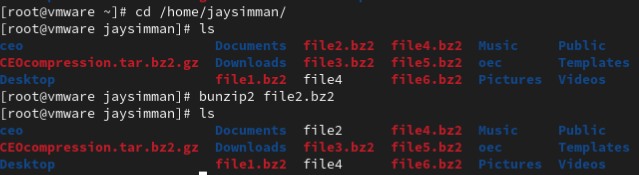 [root@vmware ~]# cd /home/jaysimman/
[root@vmware jaysimman]# ls
ceo Documents file2.bz2 file4.bz2 Music Public
CEOcompression.tar.bz2.gz Downloads file3.bz2 file5.bz2 oec Templates
Desktop file1.bz2 file4 file6.bz2 Pictures Videos
[root@vmware jaysimman]# bunzip2 file2.bz2
[root@vmware jaysimman]# ls
ceo Documents file2 file4.bz2 Music Public
CEOcompression.tar.bz2.gz Downloads file3.bz2 file5.bz2 oec Templates
Desktop file1.bz2 file4 file6.bz2 Pictures Videos